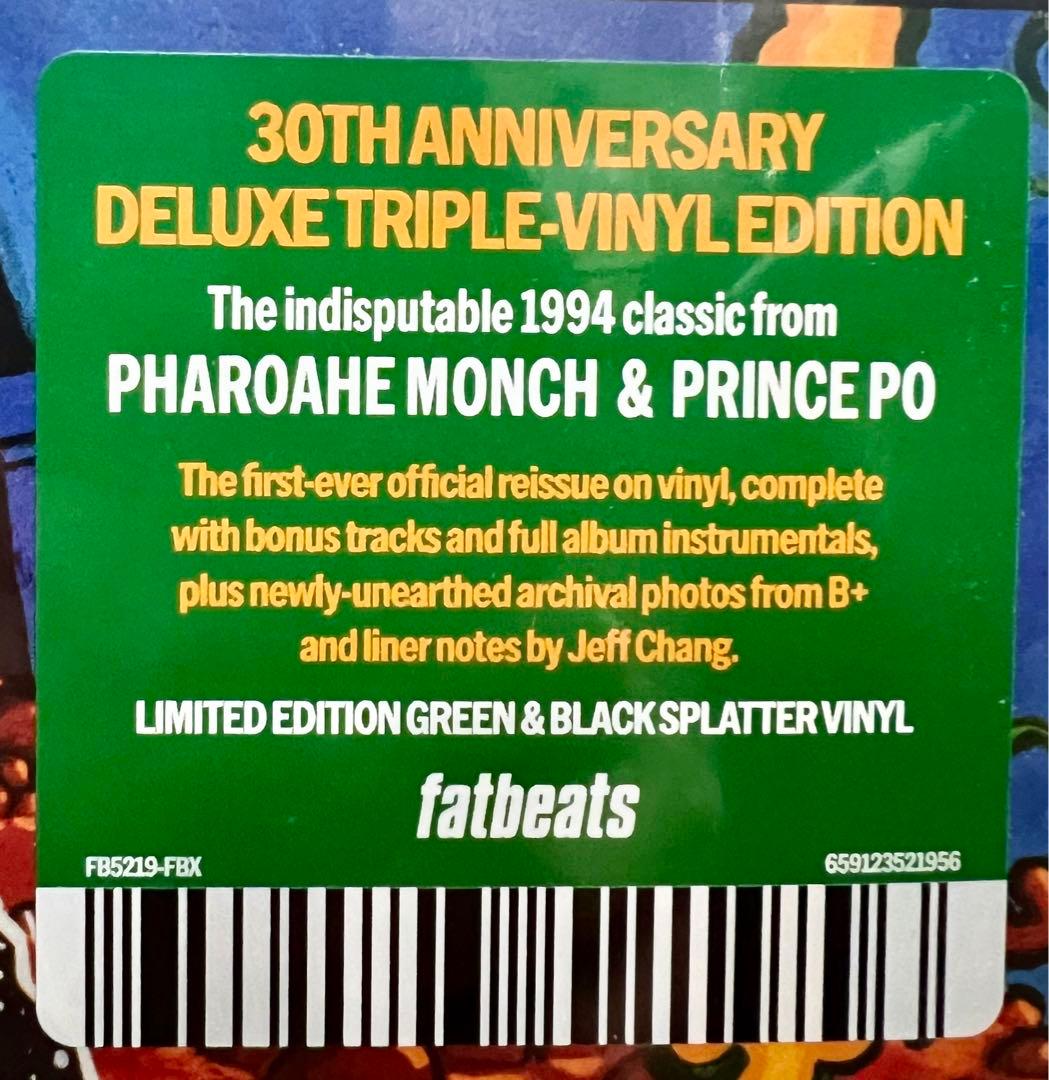 30TH ANNIVERSARY
DELUXE TRIPLE-VINYL EDITION
The indisputable 1994 classic from
PHAROAHE MONCH & PRINCE PO
The first-ever official reissue on vinyl, complete
with bonus tracks and full album instrumentals,
plus newly-unearthed archival photos from B+
and liner notes by Jeff Chang.
LIMITED EDITION GREEN & BLACK SPLATTER VINYL
fatbeats
FB5219-FBX
659123521956